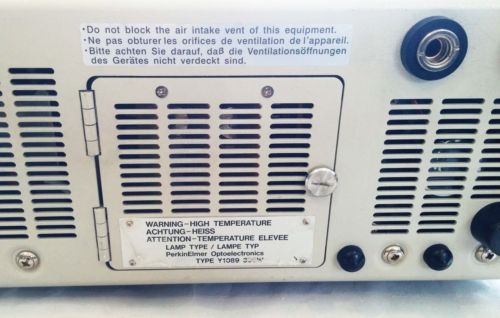 ·Do not block the air intake vent of this equipment.
·Ne pas obturer les orifices de ventilation de l'appareil.
·Bitte achten Sie darauf, daß die Ventilationsöffnungen
des Gerätes nicht verdeckt sind.
WARNING-HIGH TEMPERATURE
ACHTUNG-HEISS
ATTENTION-TEMPERATURE ELEVEE
LAMP TYPE / LAMPE TYP
PerkinElmer Optoelectronics
TYPE Y1089